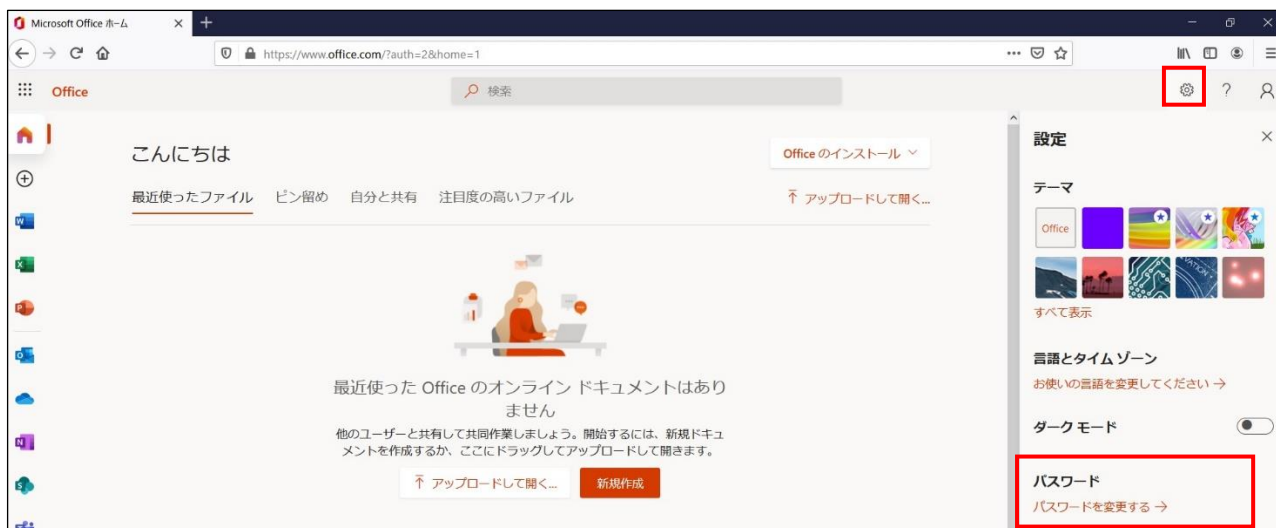 Microsoft Office ホーム
https://www.office.com/?auth=2&home=1
Office
検索
こんにちは
Office のインストール
最近使ったファイル ピン留め 自分と共有 注目度の高いファイル
アップロードして開く...
最近使った Office のオンライン ドキュメントはあり
ません
他のユーザーと共有して共同作業しましょう。開始するには、新規ドキュ
メントを作成するか、ここにドラッグしてアップロードして開きます。
アップロードして開く...
新規作成
設定
テーマ
Office
すべて表示
言語とタイム ゾーン
お使いの言語を変更してください →
ダーク モード
パスワード
パスワードを変更する →